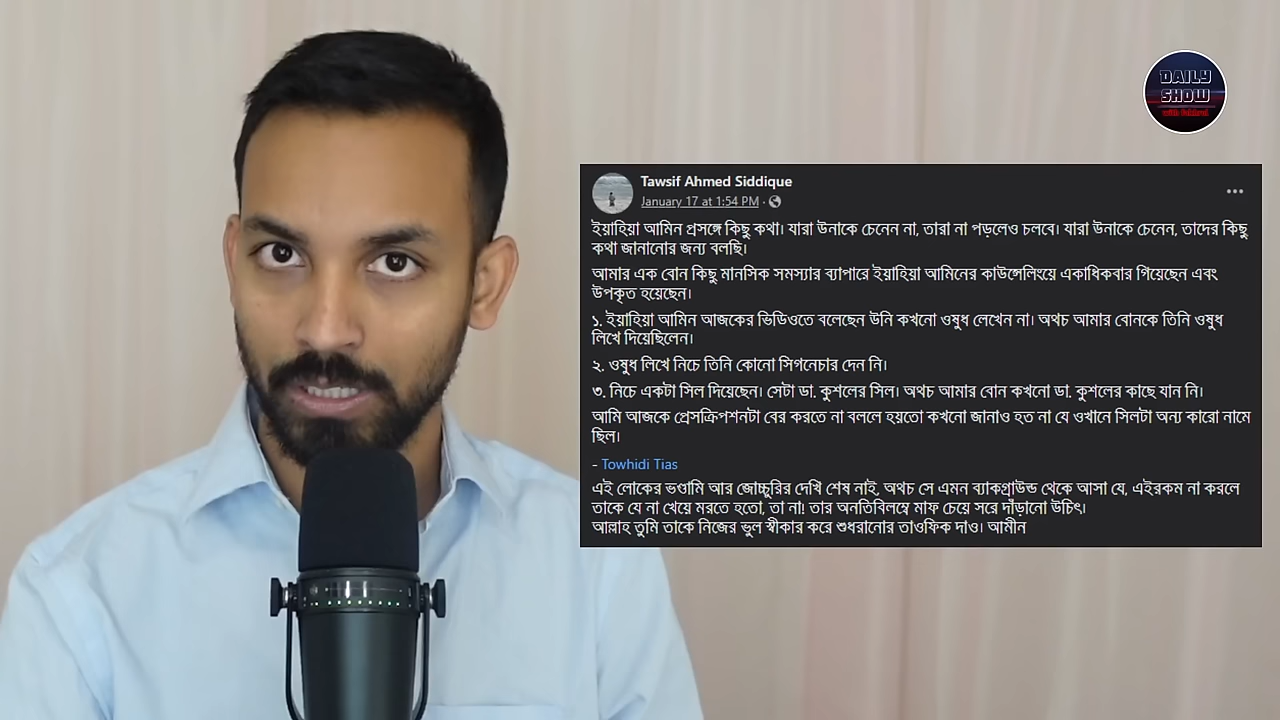 DAILY
SHOW
Tawsif Ahmed Siddique
January 17 at 1:54 PM ·
ইয়াহিয়া আমিন প্রসঙ্গে কিছু কথা। যারা উনাকে চেনেন না, তারা না পড়লেও চলবে। যারা উনাকে চেনেন, তাদের কিছু
কথা জানানোর জন্য বলছি।
আমার এক বোন কিছু মানসিক সমস্যার ব্যাপারে ইয়াহিয়া আমিনের কাউন্সেলিংয়ে একাধিকবার গিয়েছেন এবং
উপকৃত হয়েছেন।
১. ইয়াহিয়া আমিন আজকের ভিডিওতে বলেছেন উনি কখনো ওষুধ লেখেন না। অথচ আমার বোনকে তিনি ওষুধ
লিখে দিয়েছিলেন।
২. ওষুধ লিখে নিচে তিনি কোনো সিগনেচার দেন নি।
৩. নিচে একটা সিল দিয়েছেন। সেটা ডা. কুশলের সিল। অথচ আমার বোন কখনো ডা. কুশলের কাছে যান নি।
আমি আজকে প্রেসক্রিপশনটা বের করতে না বললে হয়তো কখনো জানাও হত না যে ওখানে সিলটা অন্য কারো নামে
ছিল।
- Towhidi Tias
এই লোকের ভণ্ডামি আর জোচ্চুরির দেখি শেষ নাই, অথচ সে এমন ব্যাকগ্রাউন্ড থেকে আসা যে, এইরকম না করলে
তাকে যে না খেয়ে মরতে হতো, তা না! তার অনতিবিলম্বে মাফ চেয়ে সরে দাঁড়ানো উচিৎ।
আল্লাহ তুমি তাকে নিজের ভুল স্বীকার করে শুধরানোর তাওফিক দাও। আমীন